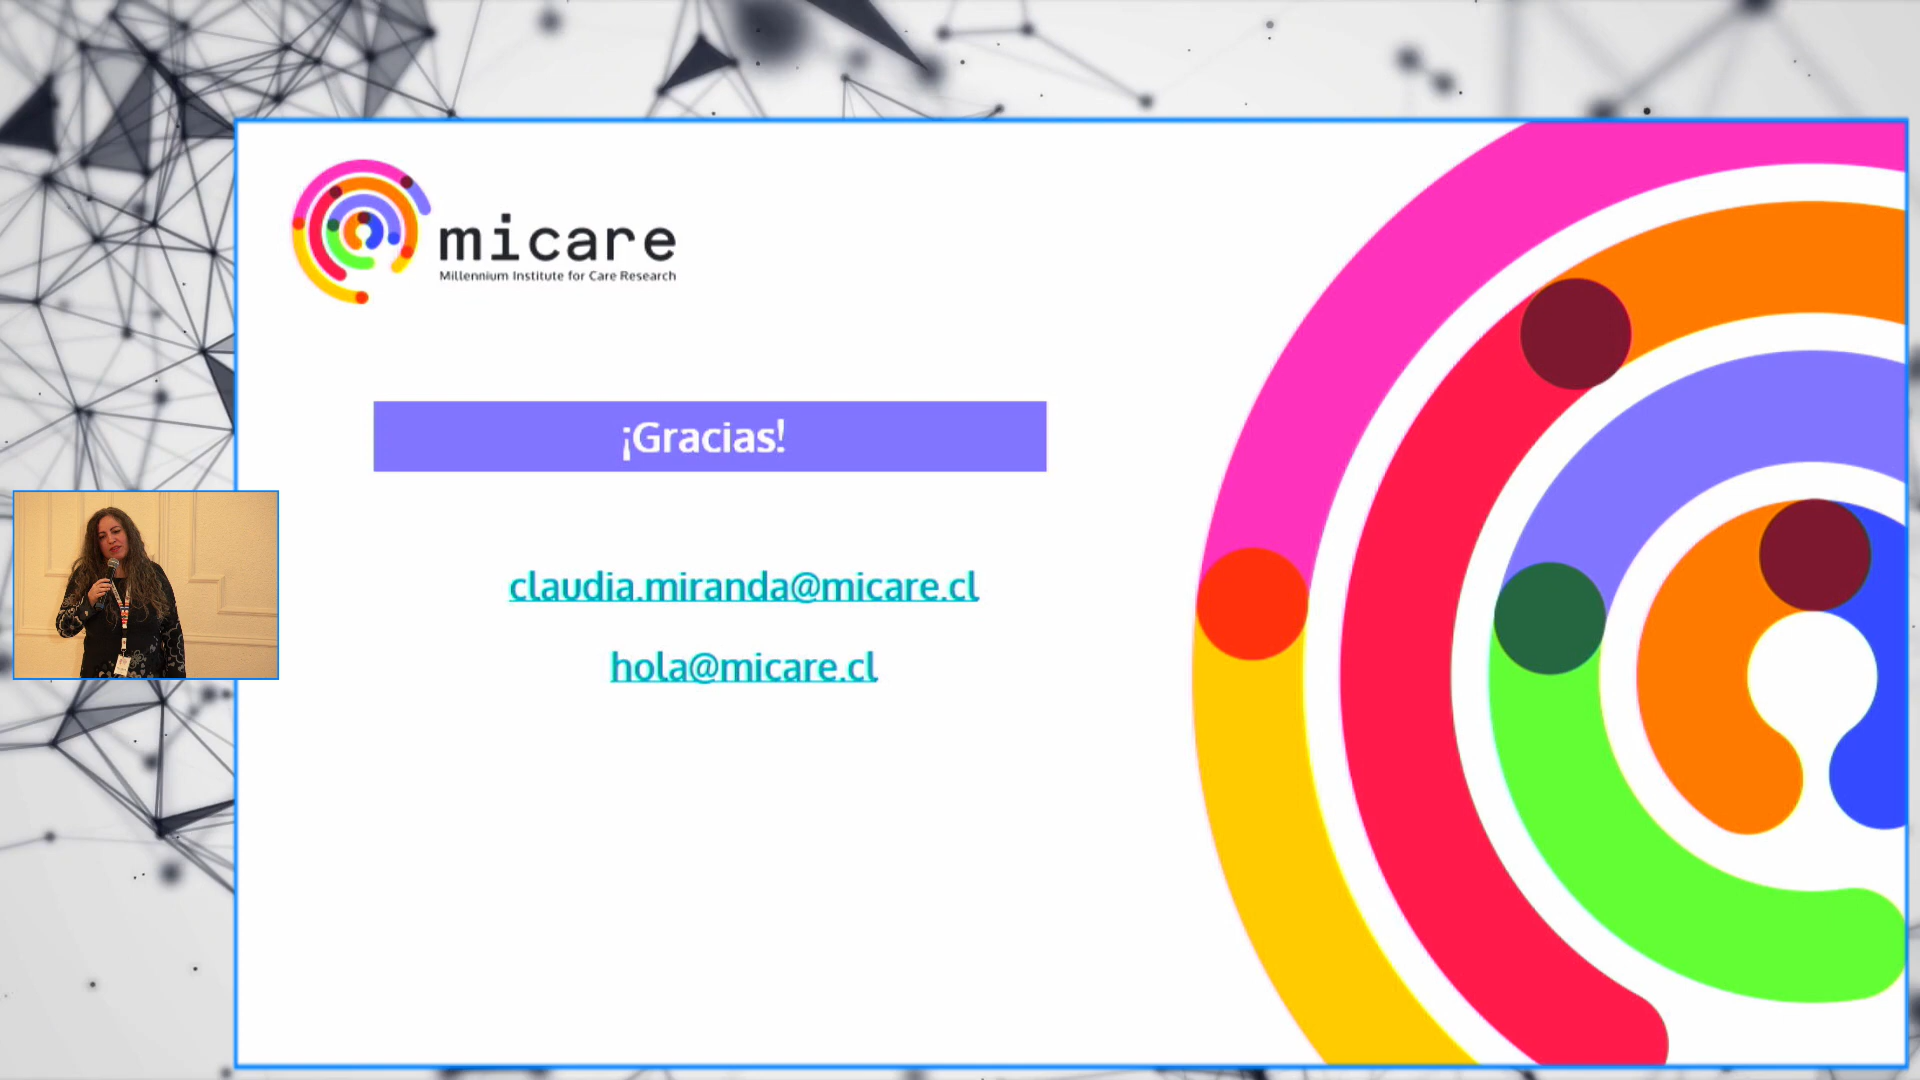 micare
Millennium Institute for Care Research
¡Gracias!
claudia.miranda@micare.cl
hola@micare.cl